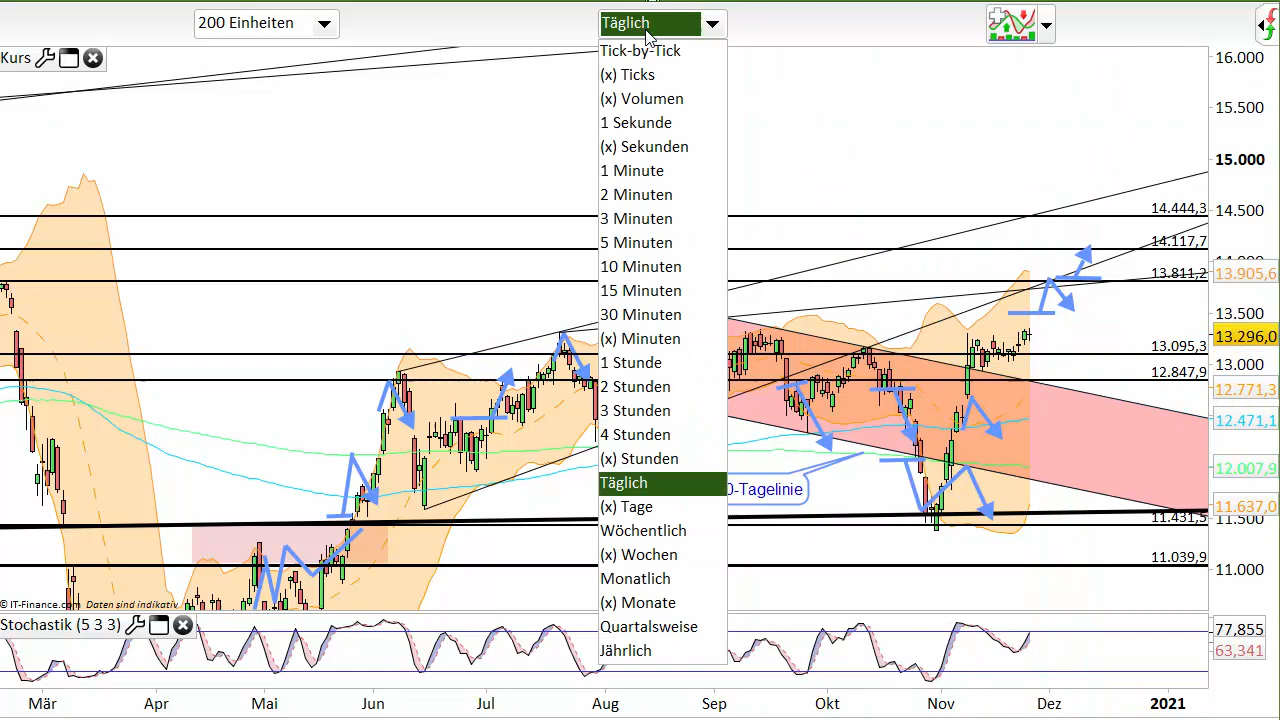 200 Einheiten
Täglich
Kurs
Tick-by-Tick
(x) Ticks
(x) Volumen
1 Sekunde
(x) Sekunden
1 Minute
2 Minuten
3 Minuten
5 Minuten
10 Minuten
15 Minuten
30 Minuten
(x) Minuten
1 Stunde
2 Stunden
3 Stunden
4 Stunden
(x) Stunden
Täglich
(x) Tage
Wöchentlich
(x) Wochen
Monatlich
(x) Monate
Quartalsweise
Jährlich
16.000
15.500
15.000
14.500
14.000
13.905,6
13.500
13.296,0
13.000
12.771,3
12.471,1
12.007,9
11.637,0
11.500
11.000
14.444,3
14.117,7
13.811,2
13.095,3
12.847,9
11.431,5
11.039,9
0-Tagelinie
© IT-Finance.com Daten sind indikativ
Stochastik (5 3 3)
77,855
63,341
Mär Apr Mai Jun Jul Aug Sep Okt Nov Dez 2021